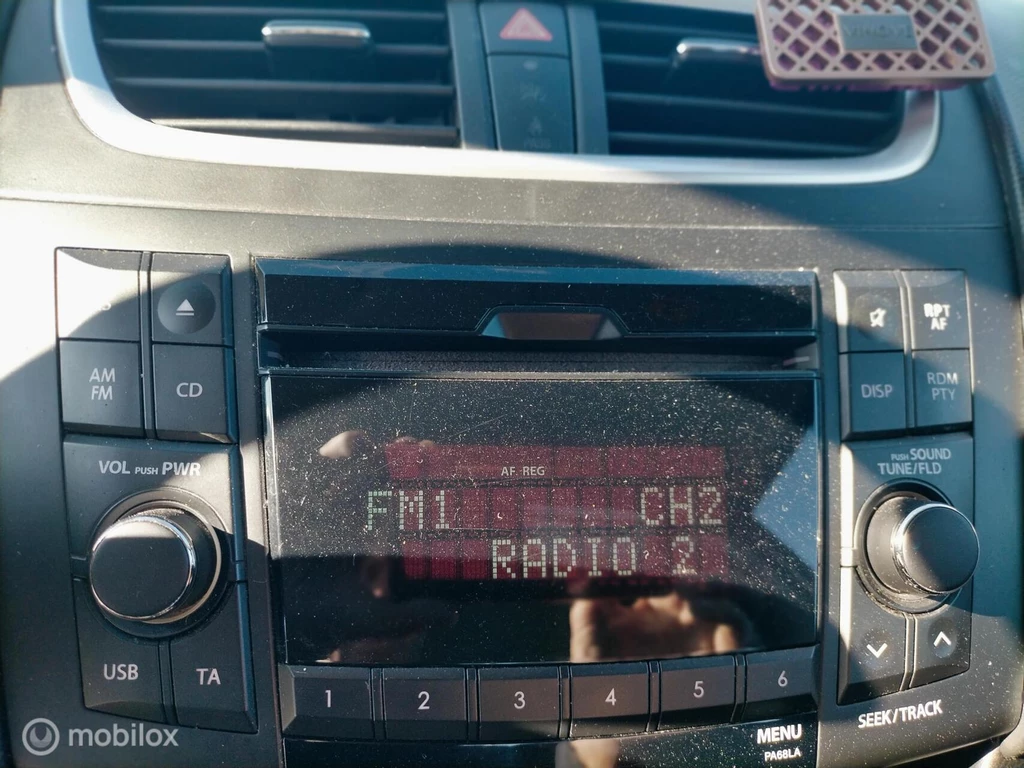 PASS
RPT
AF
AM
FM
CD
DISP
RDM
PTY
VOL PUSH PWR
PUSH SOUND
TUNE/FLD
AF REG
FM1 CH2
RADIO 2
USB
TA
1 2 3 4 5 6
SEEK/TRACK
MENU
PA68LA
mobilox